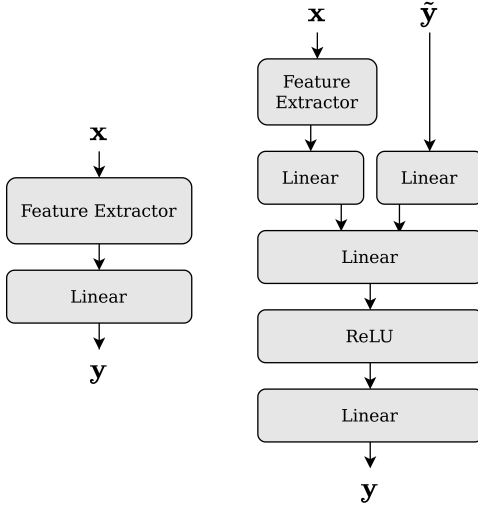 x
Feature Extractor
Linear
y
x
ỹ
Feature
Extractor
Linear
Linear
Linear
ReLU
Linear
y